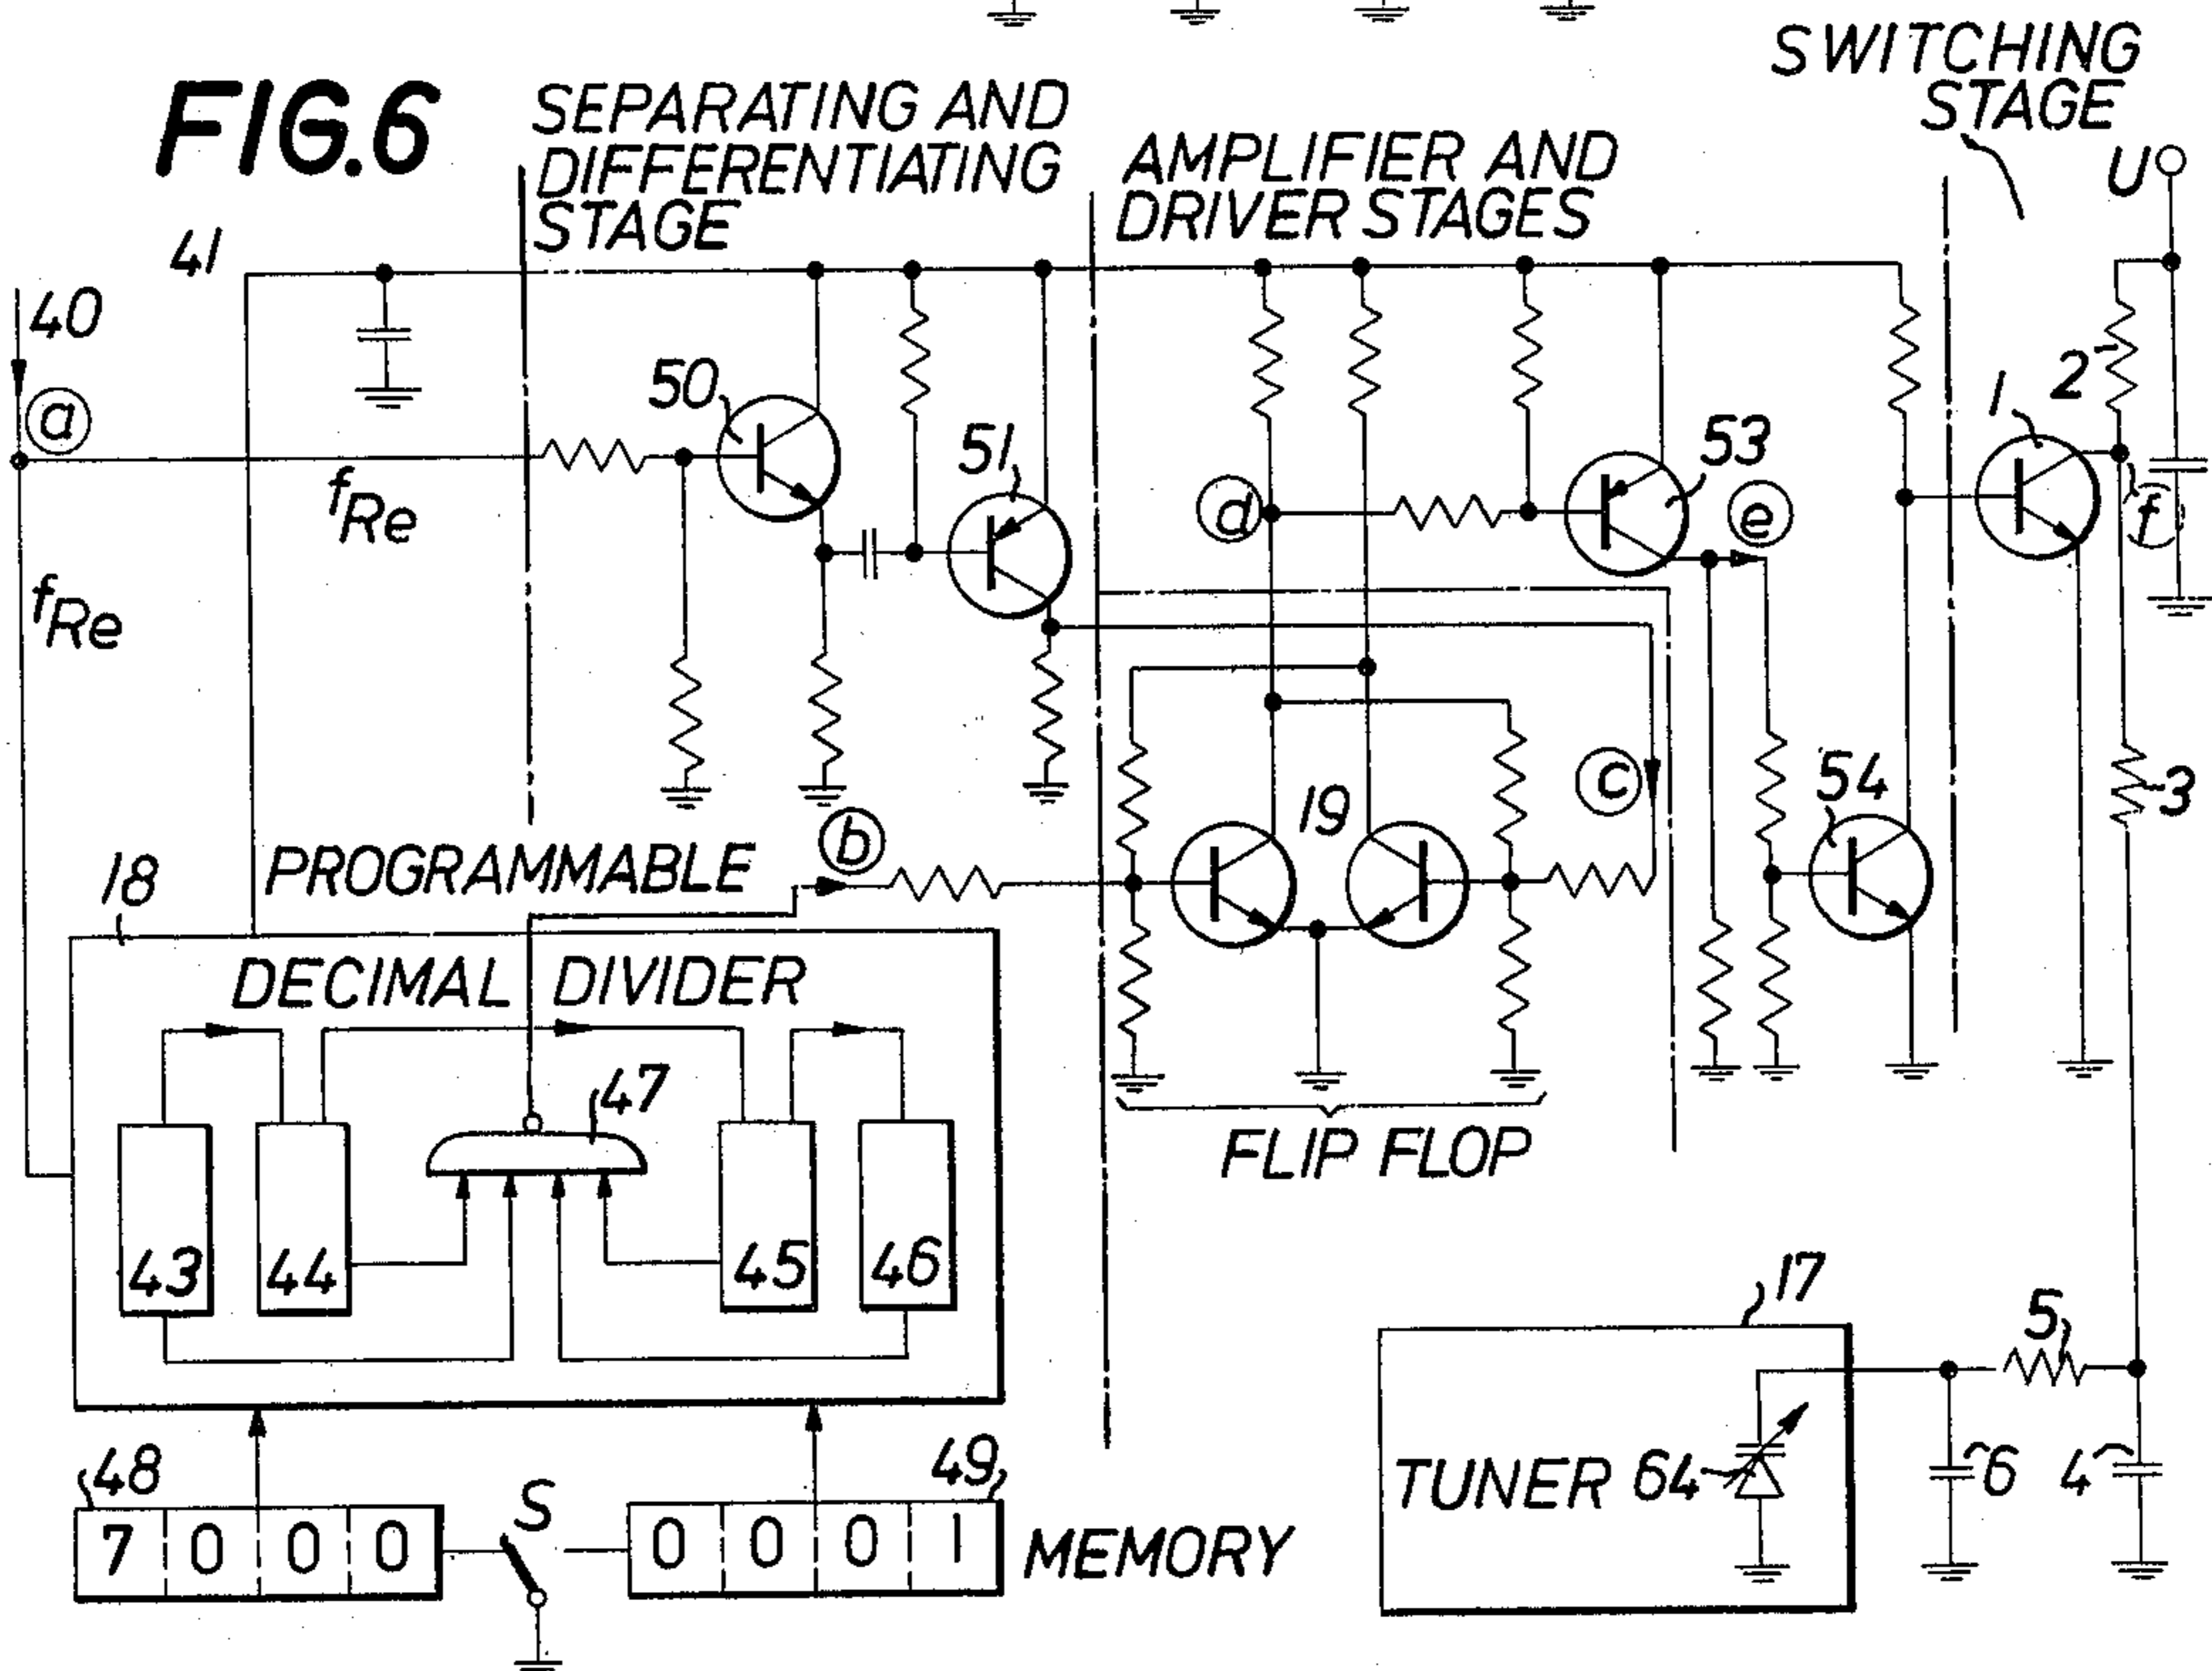 FIG.6
SEPARATING AND
DIFFERENTIATING
STAGE
AMPLIFIER AND
DRIVER STAGES
SWITCHING
STAGE
U
41
40
a
fRe
fRe
50
51
d
53
e
1
2
f
3
c
19
54
b
18
PROGRAMMABLE
DECIMAL DIVIDER
47
43
44
45
46
FLIP FLOP
17
5
TUNER
64
6
4
48
7 0 0 0
S
49
0 0 0 1
MEMORY